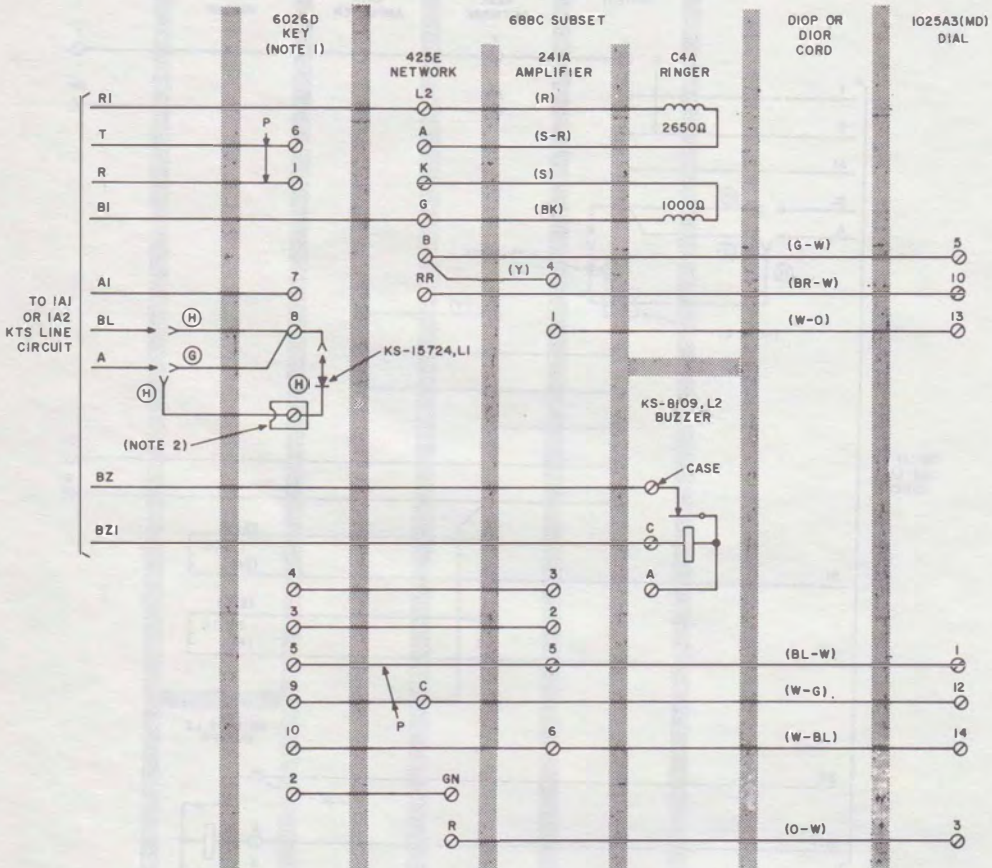 688C SUBSET
6026D
KEY
(NOTE 1)
425E
NETWORK
241A
AMPLIFIER
C4A
RINGER
DIOP OR
DIOR
CORD
1025A3(MD)
DIAL
R1
L2
(R)
2650Ω
T
P
6
A
(S-R)
R
1
K
(S)
B1
G
(BK)
1000Ω
B
(G-W)
5
(Y)
4
A1
7
RR
(BR-W)
10
TO 1A1
OR 1A2
KTS LINE
CIRCUIT
BL
H
8
1
(W-O)
13
A
G
KS-15724,L1
H
H
(NOTE 2)
KS-8109,L2
BUZZER
BZ
CASE
BZ1
C
4
3
A
3
2
5
5
(BL-W)
1
9
C
P
(W-G)
12
10
6
(W-BL)
14
2
GN
R
(O-W)
3